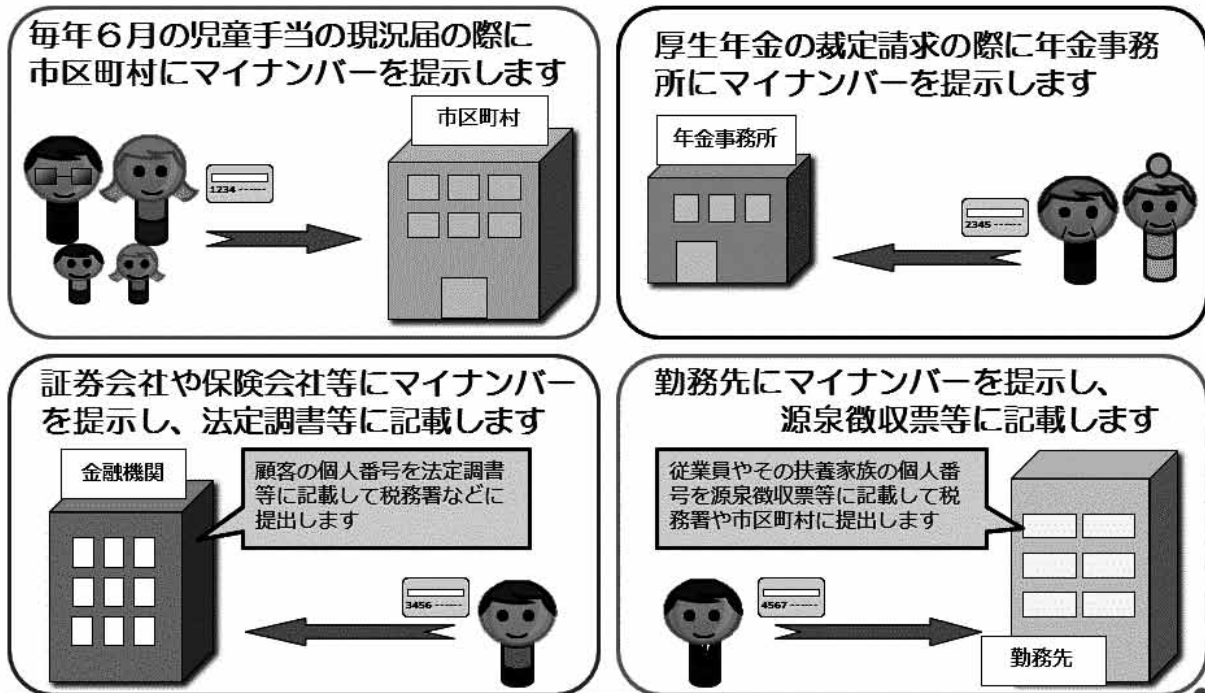 毎年６月の児童手当の現況届の際に
市区町村にマイナンバーを提示します
市区町村
1234 ------
厚生年金の裁定請求の際に年金事務
所にマイナンバーを提示します
年金事務所
2345 ------
証券会社や保険会社等にマイナンバー
を提示し、法定調書等に記載します
金融機関
顧客の個人番号を法定調書
等に記載して税務署などに
提出します
3456 ------
勤務先にマイナンバーを提示し、
源泉徴収票等に記載します
従業員やその扶養家族の個人番
号を源泉徴収票等に記載して税
務署や市区町村に提出します
4567 ------
勤務先